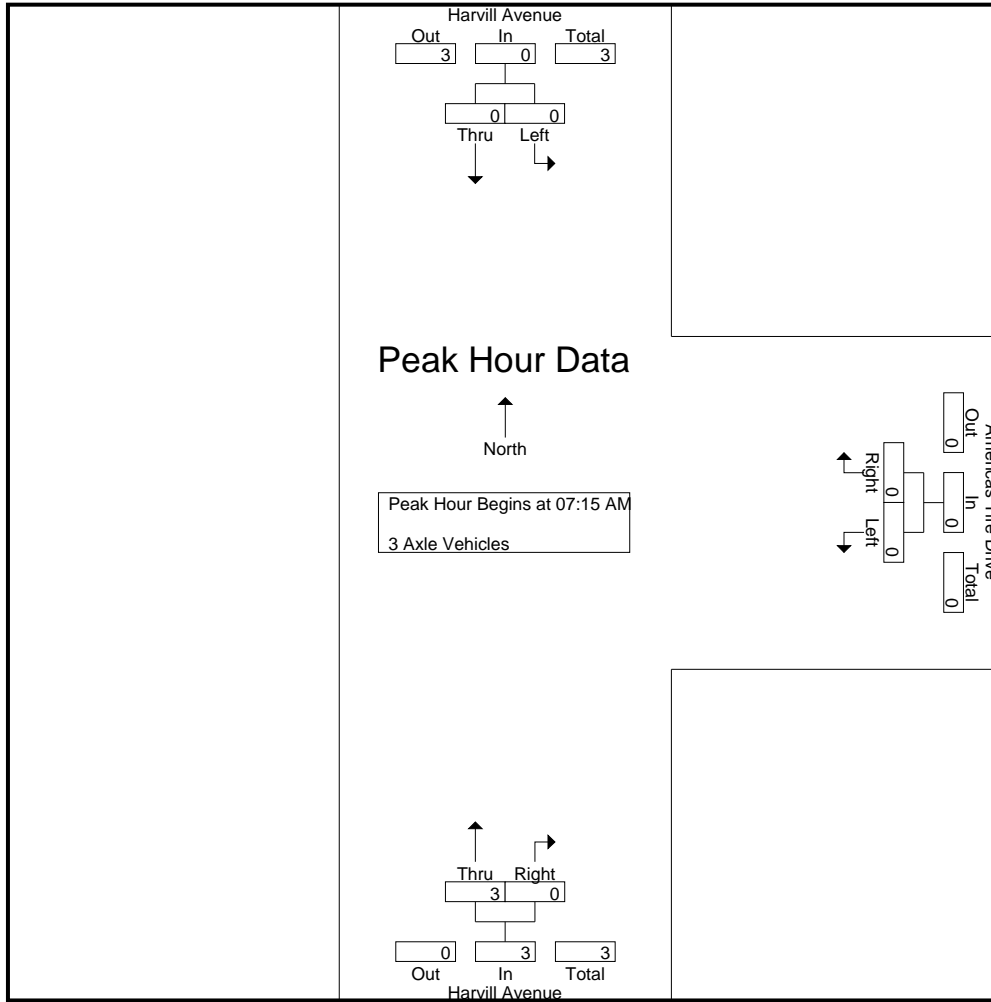 Harvill Avenue
Out In Total
3 0 3
0 0
Thru Left
Peak Hour Data
North
Peak Hour Begins at 07:15 AM
3 Axle Vehicles
Out In Total
0 0 0
0 0
Right Left
Thru Right
3 0
0 3 3
Out In Total
Harvill Avenue